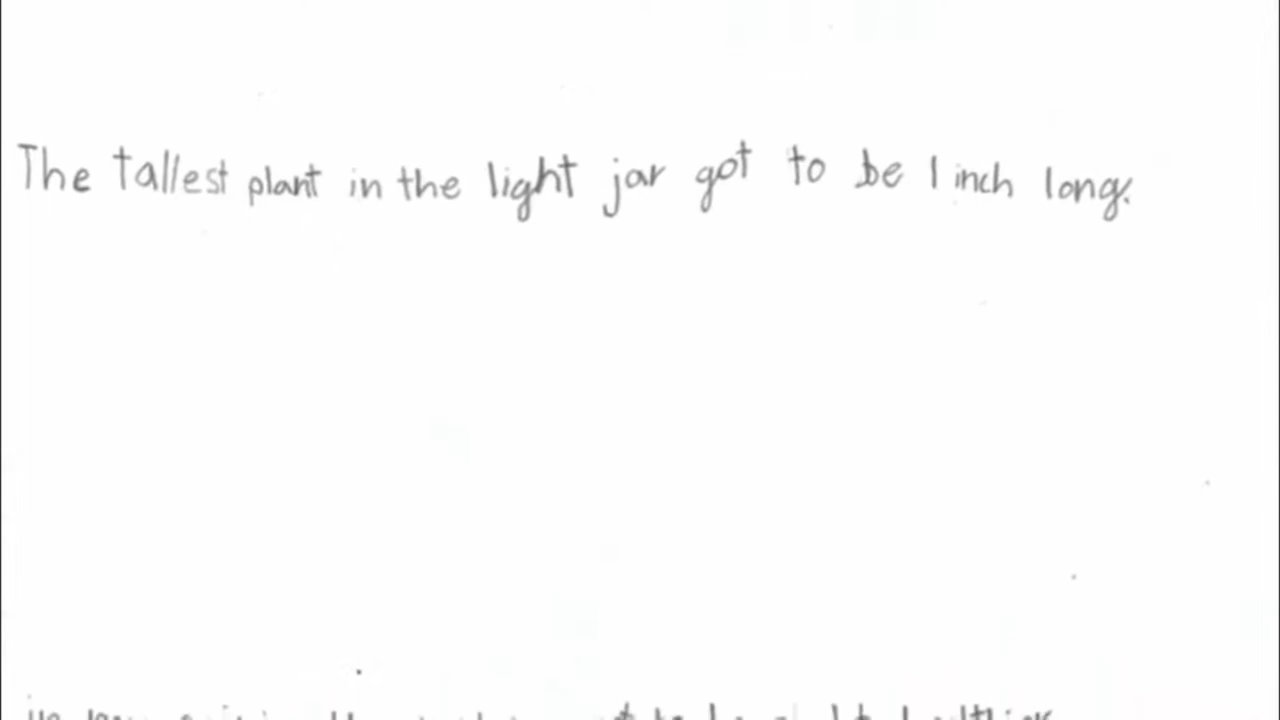 The tallest plant in the light jar got to be 1 inch long.